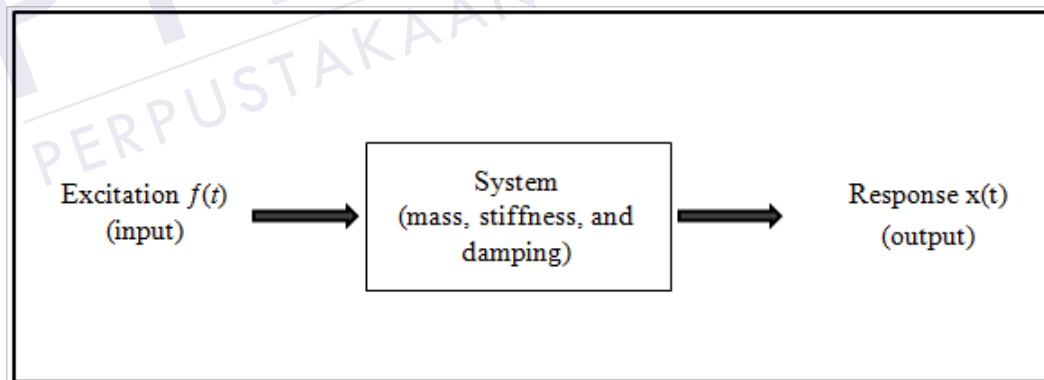 PERPUSTAKAAN
Excitation f(t)
(input)
System
(mass, stiffness, and
damping)
Response x(t)
(output)